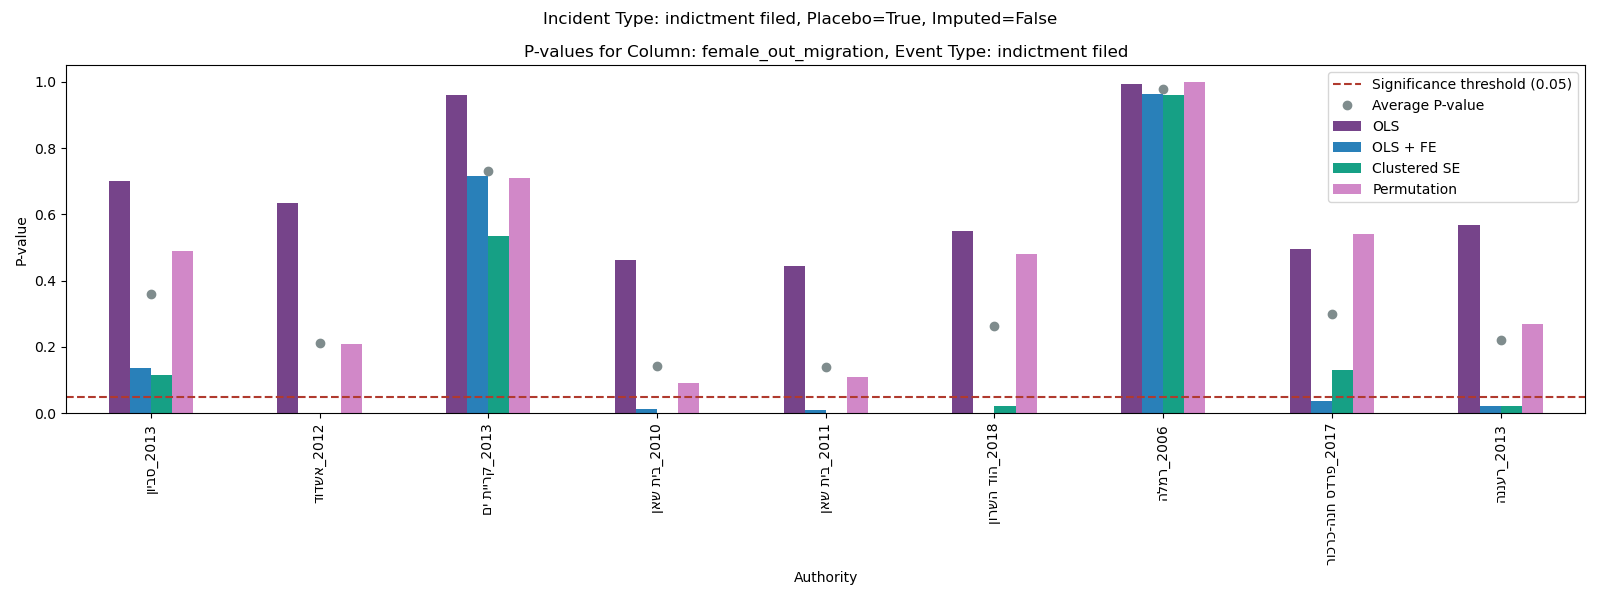 Incident Type: indictment filed, Placebo=True, Imputed=False
P-values for Column: female_out_migration, Event Type: indictment filed
Significance threshold (0.05)
Average P-value
OLS
OLS + FE
Clustered SE
Permutation
P-value
1.0
0.8
0.6
0.4
0.2
0.0
סביון_2013
אשדוד_2012
קריית ים_2013
בית שאן_2010
בית שאן_2011
הוד השרון_2018
רמלה_2006
פרדס חנה-כרכור_2017
רעננה_2013
Authority